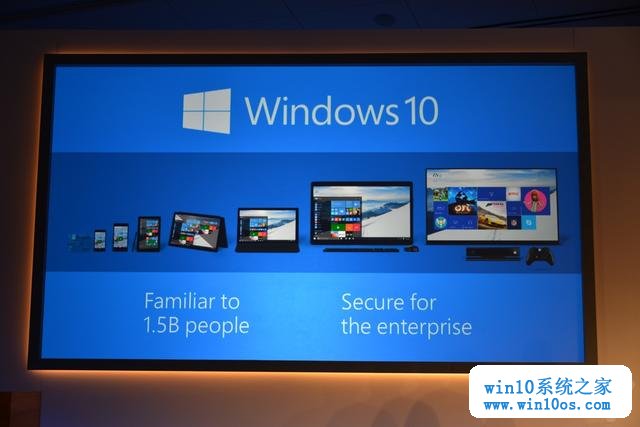 Windows 10
Familiar to
1.5B people
Secure for
the enterprise
win10系统之家
www.win10os.com